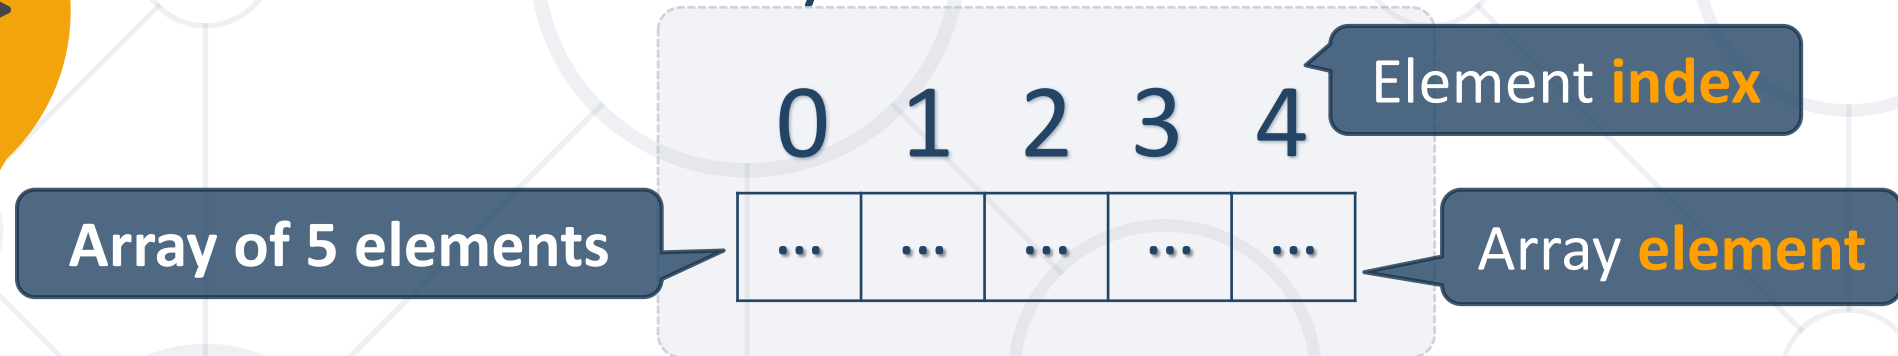 Element index
0 1 2 3 4
Array of 5 elements
... ... ... ... ...
Array element